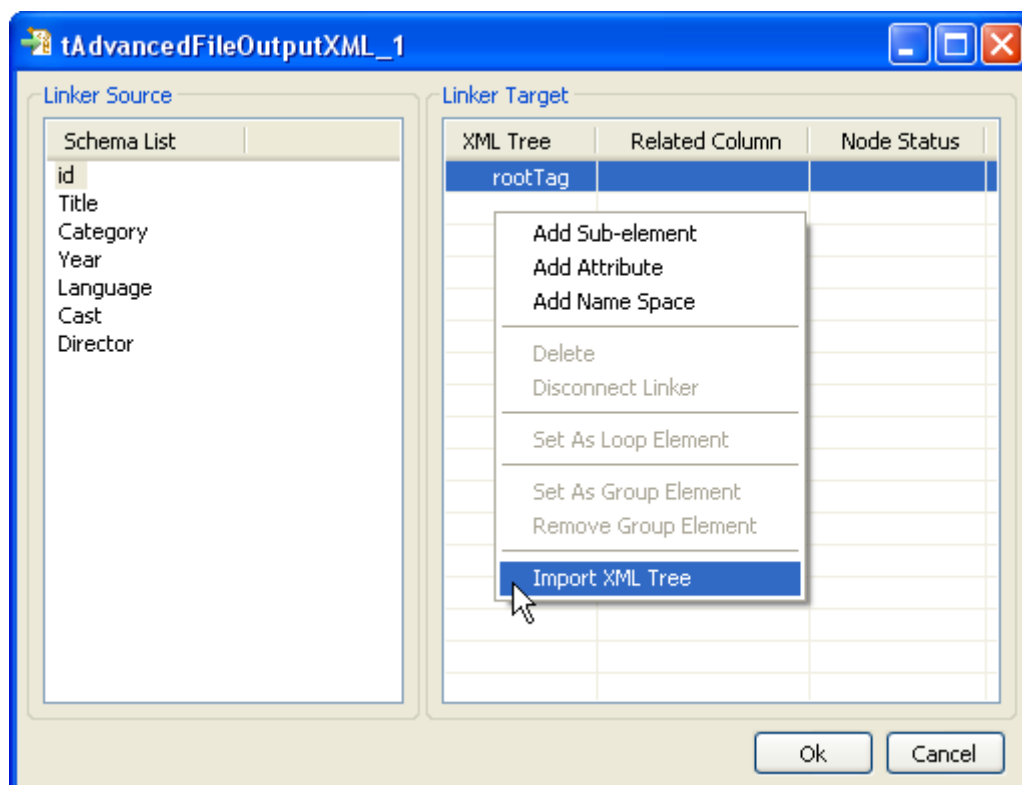 tAdvancedFileOutputXML_1
Linker Source
Schema List
id
Title
Category
Year
Language
Cast
Director
Linker Target
XML Tree Related Column Node Status
rootTag
Add Sub-element
Add Attribute
Add Name Space
Delete
Disconnect Linker
Set As Loop Element
Set As Group Element
Remove Group Element
Import XML Tree
Ok Cancel